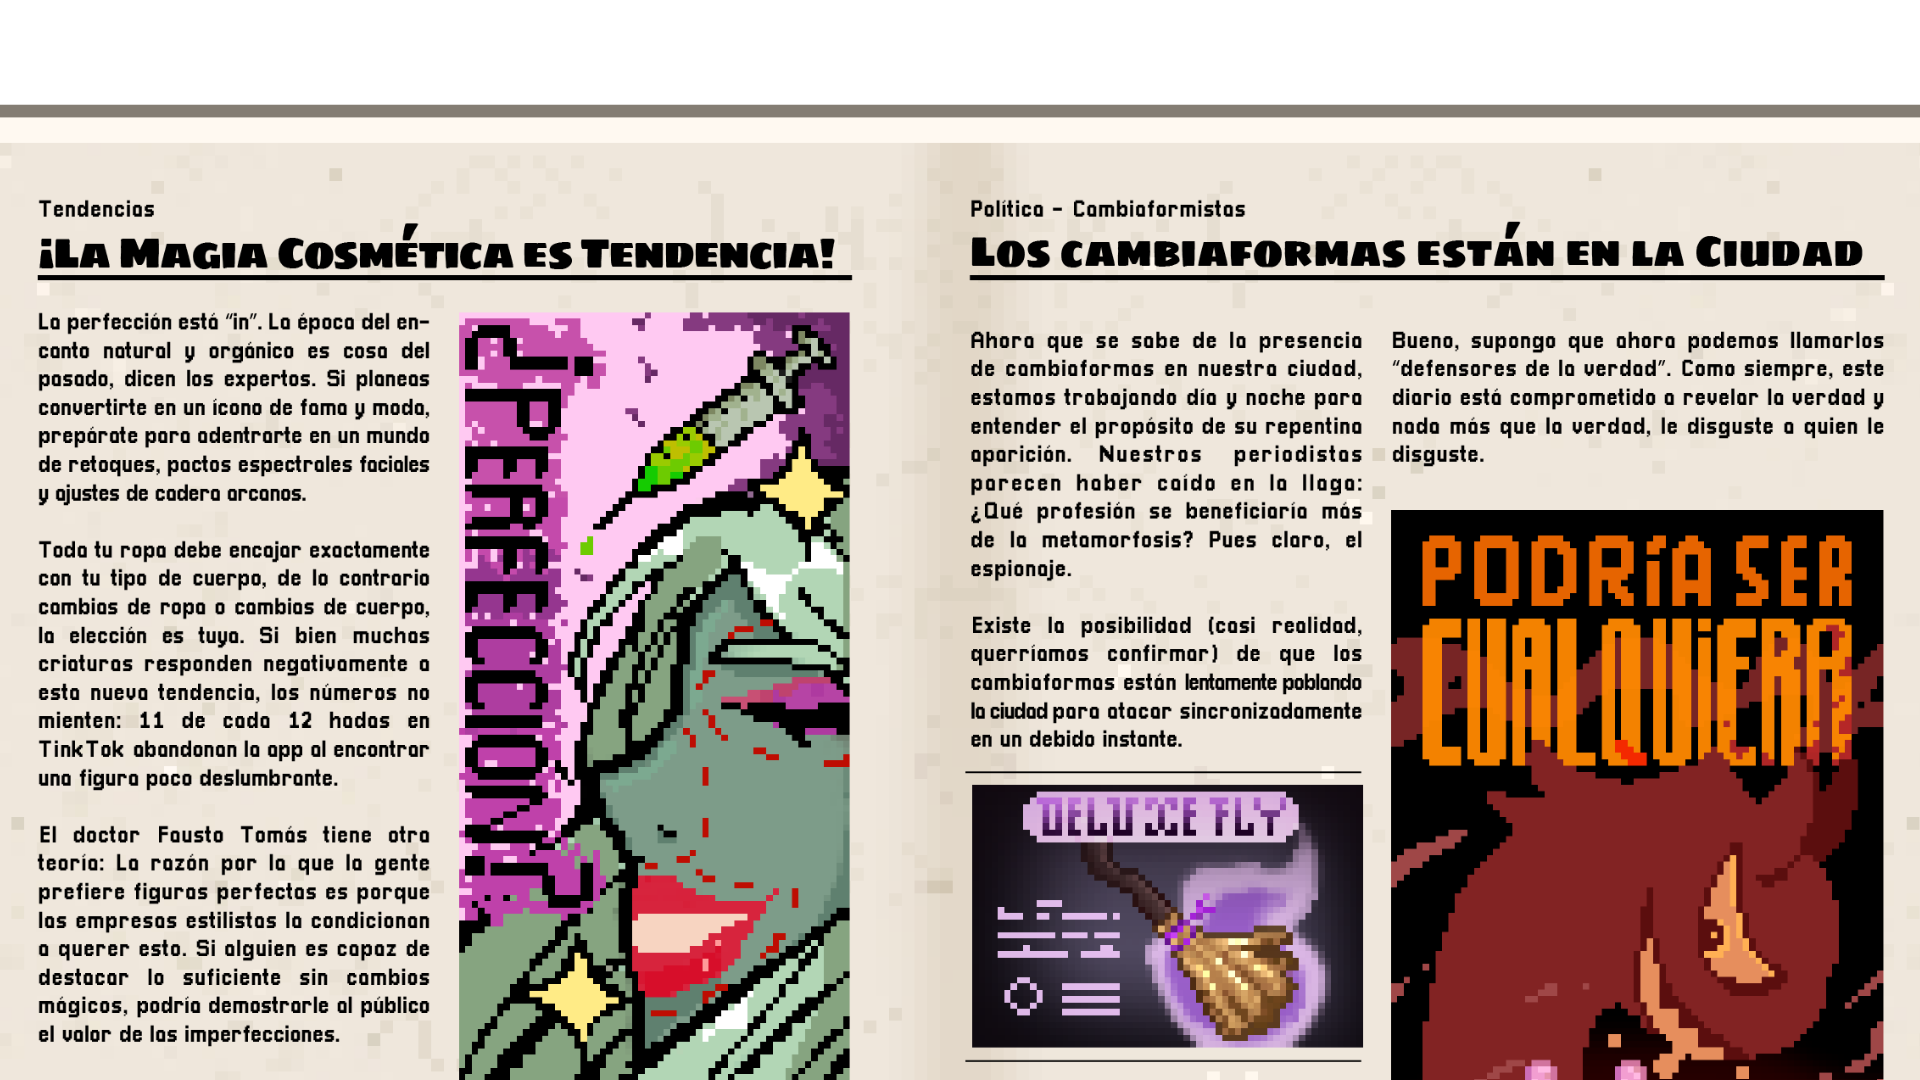 Tendencias
¡La Magia Cosmética es Tendencia!
La perfección está “in”. La época del en-
canto natural y orgánico es cosa del
pasado, dicen los expertos. Si planeas
convertirte en un ícono de fama y moda,
prepárate para adentrarte en un mundo
de retoques, pactos espectrales faciales
y ajustes de cadera arcanos.
Toda tu ropa debe encajar exactamente
con tu tipo de cuerpo, de lo contrario
cambias de ropa o cambias de cuerpo,
la elección es tuya. Si bien muchas
criaturas responden negativamente a
esta nueva tendencia, los números no
mienten: 11 de cada 12 hadas en
TinkTok abandonan la app al encontrar
una figura poco deslumbrante.
El doctor Fausto Tomás tiene otra
teoría: La razón por la que la gente
prefiere figuras perfectas es porque
las empresas estilistas la condicionan
a querer esto. Si alguien es capaz de
destacar lo suficiente sin cambios
mágicos, podría demostrarle al público
el valor de las imperfecciones.
¿PERFECCION?
Política - Cambiaformistas
Los cambiaformas están en la Ciudad
Ahora que se sabe de la presencia
de cambiaformas en nuestra ciudad,
estamos trabajando día y noche para
entender el propósito de su repentina
aparición. Nuestros periodistas
parecen haber caído en la llaga:
¿Qué profesión se beneficiaría más
de la metamorfosis? Pues claro, el
espionaje.
Existe la posibilidad (casi realidad,
querríamos confirmar) de que los
cambiaformas están lentamente poblando
la ciudad para atacar sincronizadamente
en un debido instante.
DELUXE FLY
Bueno, supongo que ahora podemos llamarlos
“defensores de la verdad”. Como siempre, este
diario está comprometido a revelar la verdad y
nada más que la verdad, le disguste a quien le
disguste.
PODRÍA SER
CUALQUIERA